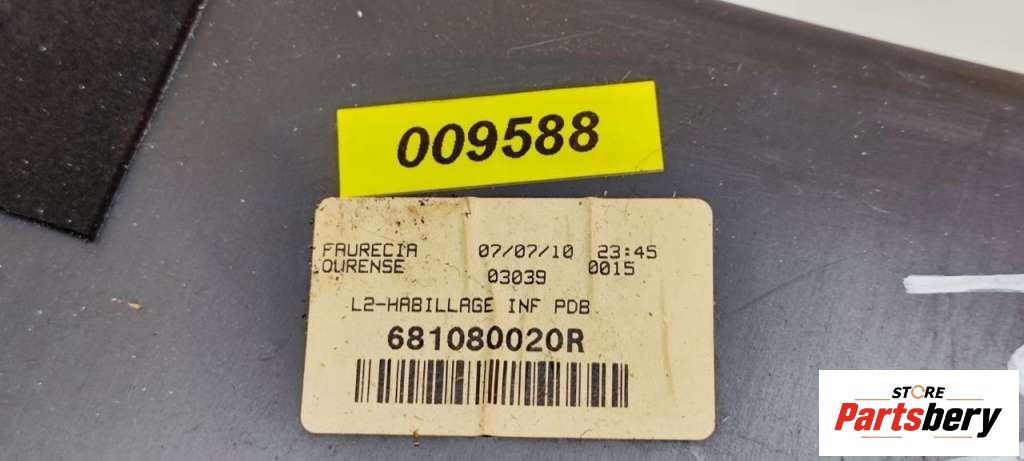 009588
FAURECIA 07/07/10 23:45
OURENSE 03039 0015
L2-HABILLAGE INF PDB
681080020R
STORE
Partsbery